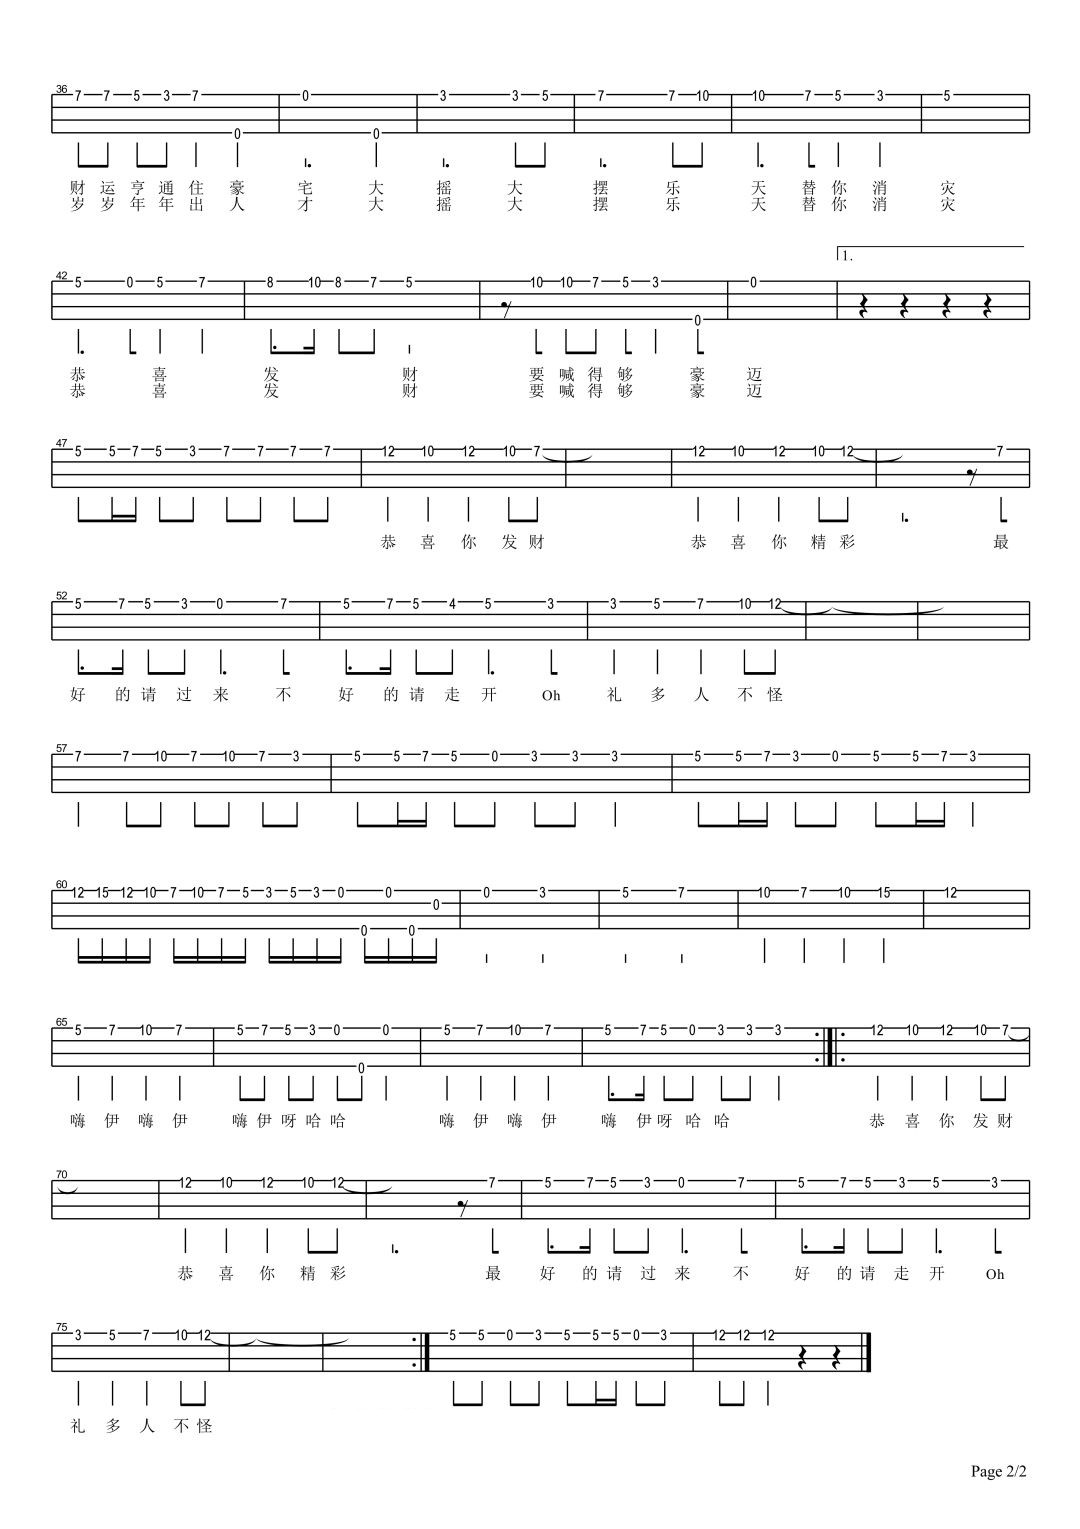 36 7 7 5 3 7 0 0 0 3 3 5 7 7 10 10 7 5 3 5
财 运 亨 通 住 豪 宅 大 摇 大 摆 乐 天 替 你 消 灾
岁 岁 年 年 出 人 才 大 摇 大 摆 乐 天 替 你 消 灾
1.
42 5 0 5 7 8 10 8 7 5 10 10 7 5 3 0 0
恭 喜 发 财 要 喊 得 够 豪 迈
恭 喜 发 财 要 喊 得 够 豪 迈
47 5 5 7 5 3 7 7 7 7 12 10 12 10 7 12 10 12 10 12 7
恭 喜 你 发 财 恭 喜 你 精 彩 最
52 5 7 5 3 0 7 5 7 5 4 5 3 3 5 7 10 12
好 的 请 过 来 不 好 的 请 走 开 Oh 礼 多 人 不 怪
57 7 7 10 7 10 7 3 5 5 7 5 0 3 3 3 5 5 7 3 0 5 5 7 3
60 12 15 12 10 7 10 7 5 3 5 3 0 0 0 0 0 0 3 5 7 10 7 10 15 12
65 5 7 10 7 5 7 5 3 0 0 0 5 7 10 7 5 7 5 0 3 3 3 12 10 12 10 7
嗨 伊 嗨 伊 嗨 伊 呀 哈 哈 嗨 伊 嗨 伊 嗨 伊 呀 哈 哈 恭 喜 你 发 财
70 12 10 12 10 12 7 5 7 5 3 0 7 5 7 5 3 5 3
恭 喜 你 精 彩 最 好 的 请 过 来 不 好 的 请 走 开 Oh
75 3 5 7 10 12 5 5 0 3 5 5 5 0 3 12 12 12
礼 多 人 不 怪
Page 2/2